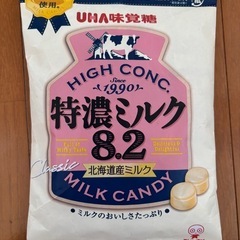 使用。
UHA味覚糖
HIGH CONC.
Since
1990
特濃ミルク
8.2
Classic
北海道産ミルク
MILK CANDY
ミルクのおいしさたっぷり